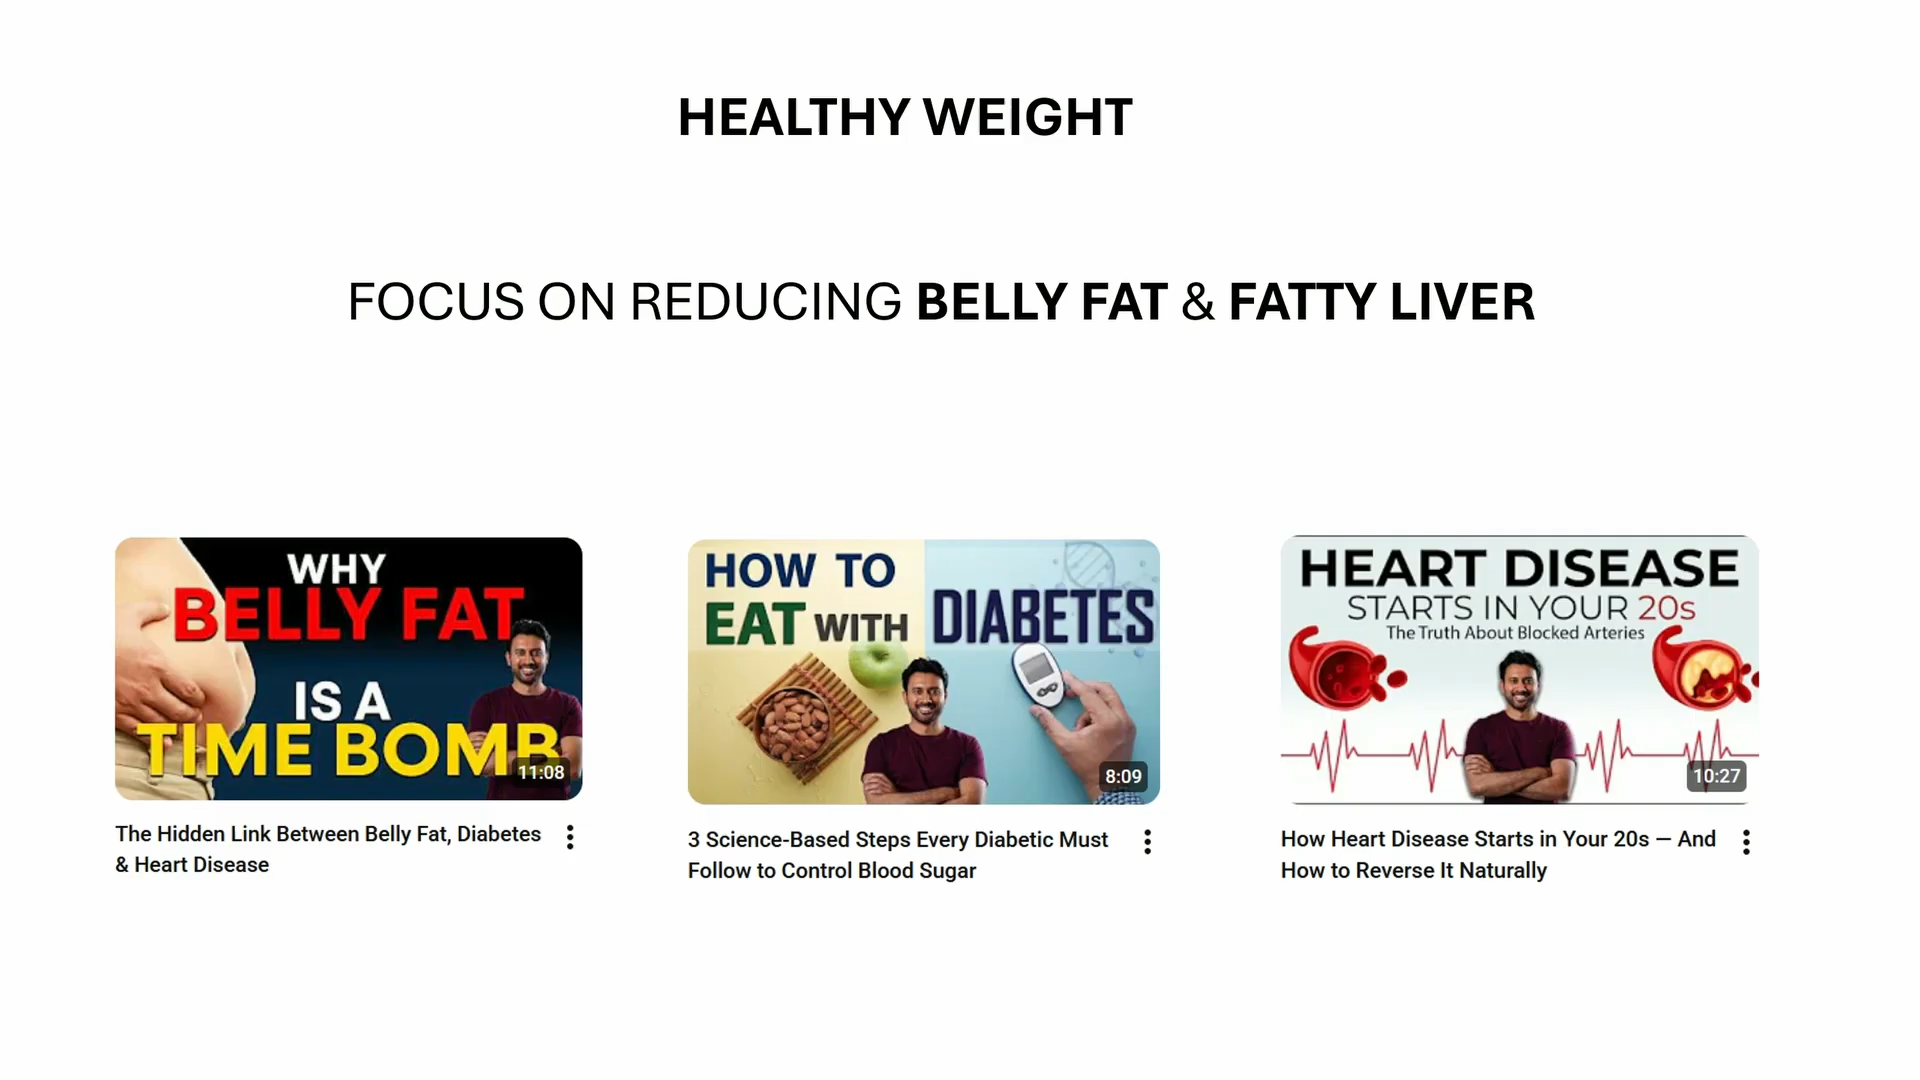 HEALTHY WEIGHT
FOCUS ON REDUCING BELLY FAT & FATTY LIVER
WHY
BELLY FAT
IS A
TIME BOMB
11:08
The Hidden Link Between Belly Fat, Diabetes
& Heart Disease
HOW TO
EAT WITH DIABETES
8:09
3 Science-Based Steps Every Diabetic Must
Follow to Control Blood Sugar
HEART DISEASE
STARTS IN YOUR 20s
The Truth About Blocked Arteries
10:27
How Heart Disease Starts in Your 20s — And
How to Reverse It Naturally